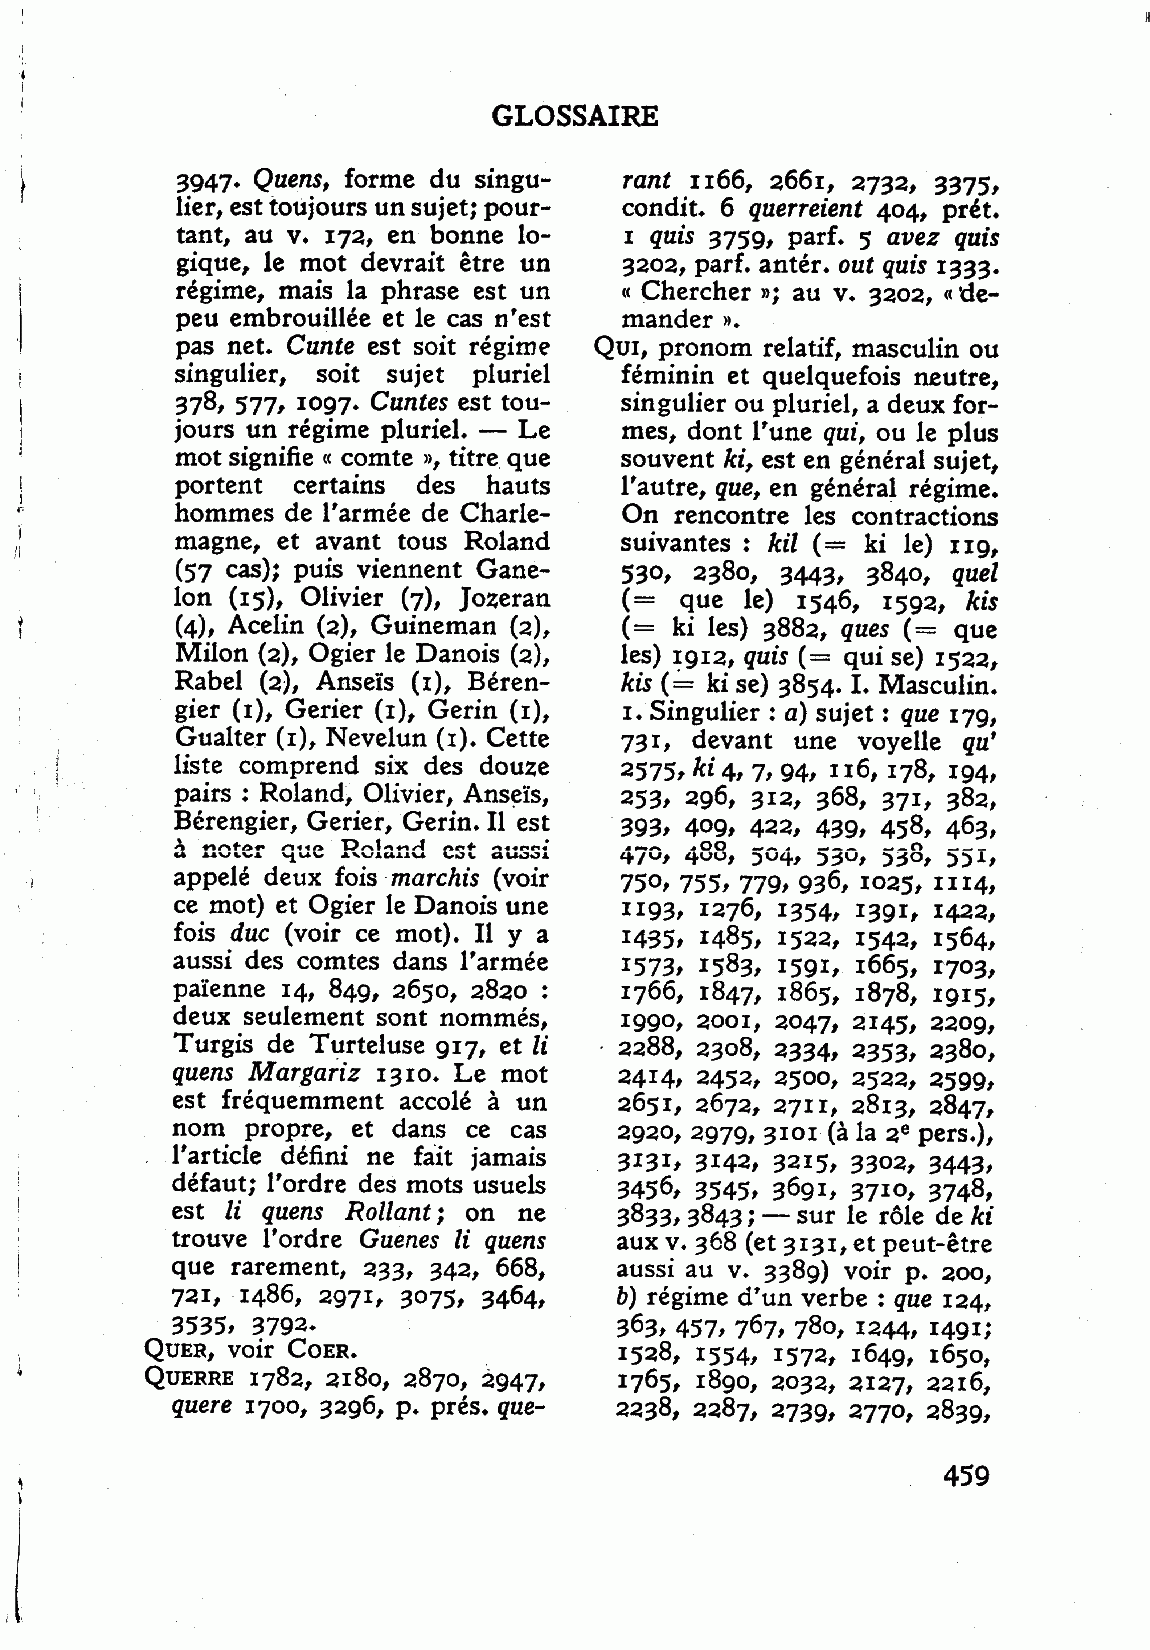 GLOSSAIRE
3947. Quens, forme du singu-
lier, est toujours un sujet; pour-
tant, au v. 172, en bonne lo-
gique, le mot devrait être un
régime, mais la phrase est un
peu embrouillée et le cas n'est
pas net. Cunte est soit régime
singulier, soit sujet pluriel
378, 577, 1097. Cuntes est tou-
jours un régime pluriel. — Le
mot signifie « comte », titre que
portent certains des hauts
hommes de l'armée de Charle-
magne, et avant tous Roland
(57 cas); puis viennent Gane-
lon (15), Olivier (7), Jozeran
(4), Acelin (2), Guineman (2),
Milon (2), Ogier le Danois (2),
Rabel (2), Anseïs (1), Béren-
gier (1), Gerier (1), Gerin (1),
Gualter (1), Nevelun (1). Cette
liste comprend six des douze
pairs : Roland, Olivier, Anseïs,
Bérengier, Gerier, Gerin. Il est
à noter que Roland est aussi
appelé deux fois marchis (voir
ce mot) et Ogier le Danois une
fois duc (voir ce mot). Il y a
aussi des comtes dans l'armée
païenne 14, 849, 2650, 2820 :
deux seulement sont nommés,
Turgis de Turteluse 917, et li
quens Margariz 1310. Le mot
est fréquemment accolé à un
nom propre, et dans ce cas
l'article défini ne fait jamais
défaut; l'ordre des mots usuels
est li quens Rollant; on ne
trouve l'ordre Guenes li quens
que rarement, 233, 342, 668,
721, 1486, 2971, 3075, 3464,
3535, 3792.
QUER, voir COER.
QUERRE 1782, 2180, 2870, 2947,
quere 1700, 3296, p. prés. que-
rant 1166, 2661, 2732, 3375,
condit. 6 querreient 404, prét.
1 quis 3759, parf. 5 avez quis
3202, parf. antér. out quis 1333.
« Chercher »; au v. 3202, « de-
mander ».
QUI, pronom relatif, masculin ou
féminin et quelquefois neutre,
singulier ou pluriel, a deux for-
mes, dont l'une qui, ou le plus
souvent ki, est en général sujet,
l'autre, que, en général régime.
On rencontre les contractions
suivantes : kil (= ki le) 119,
530, 2380, 3443, 3840, quel
(= que le) 1546, 1592, kis
(= ki les) 3882, ques (= que
les) 1912, quis (= qui se) 1522,
kis (= ki se) 3854. I. Masculin.
1. Singulier : a) sujet : que 179,
731, devant une voyelle qu'
2575, ki 4, 7, 94, 116, 178, 194,
253, 296, 312, 368, 371, 382,
393, 409, 422, 439, 458, 463,
470, 488, 504, 530, 538, 551,
750, 755, 779, 936, 1025, 1114,
1193, 1276, 1354, 1391, 1422,
1435, 1485, 1522, 1542, 1564,
1573, 1583, 1591, 1665, 1703,
1766, 1847, 1865, 1878, 1915,
1990, 2001, 2047, 2145, 2209,
2288, 2308, 2334, 2353, 2380,
2414, 2452, 2500, 2522, 2599,
2651, 2672, 2711, 2813, 2847,
2920, 2979, 3101 (à la 2e pers.),
3131, 3142, 3215, 3302, 3443,
3456, 3545, 3691, 3710, 3748,
3833, 3843; — sur le rôle de ki
aux v. 368 (et 3131, et peut-être
aussi au v. 3389) voir p. 200,
b) régime d'un verbe : que 124,
363, 457, 767, 780, 1244, 1491;
1528, 1554, 1572, 1649, 1650,
1765, 1890, 2032, 2127, 2216,
2238, 2287, 2739, 2770, 2839,
459